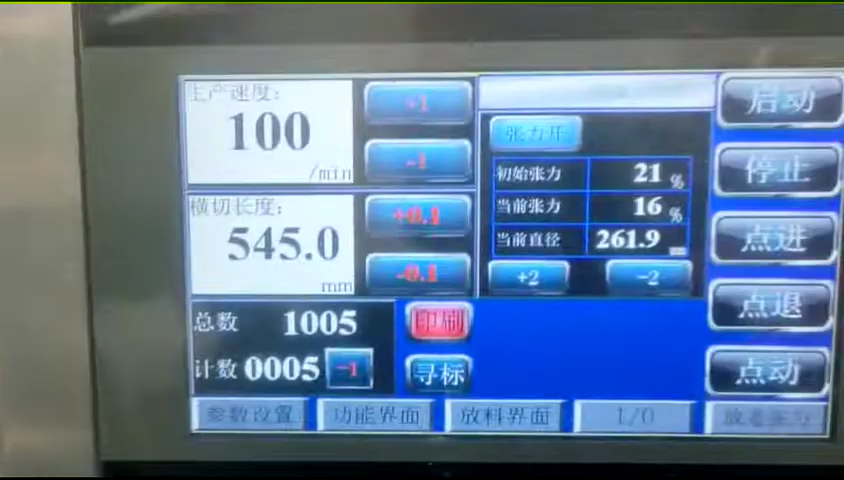 生产速度:
100
/min
+1
-1
横切长度:
545.0
mm
+0.1
-0.1
总数 1005
计数 0005 -1
印刷
寻标
张力开
初始张力 21 %
当前张力 16 %
当前直径 261.9 mm
+2 -2
启动
停止
点进
点退
点动
参数设置 功能界面 放料界面 I/O